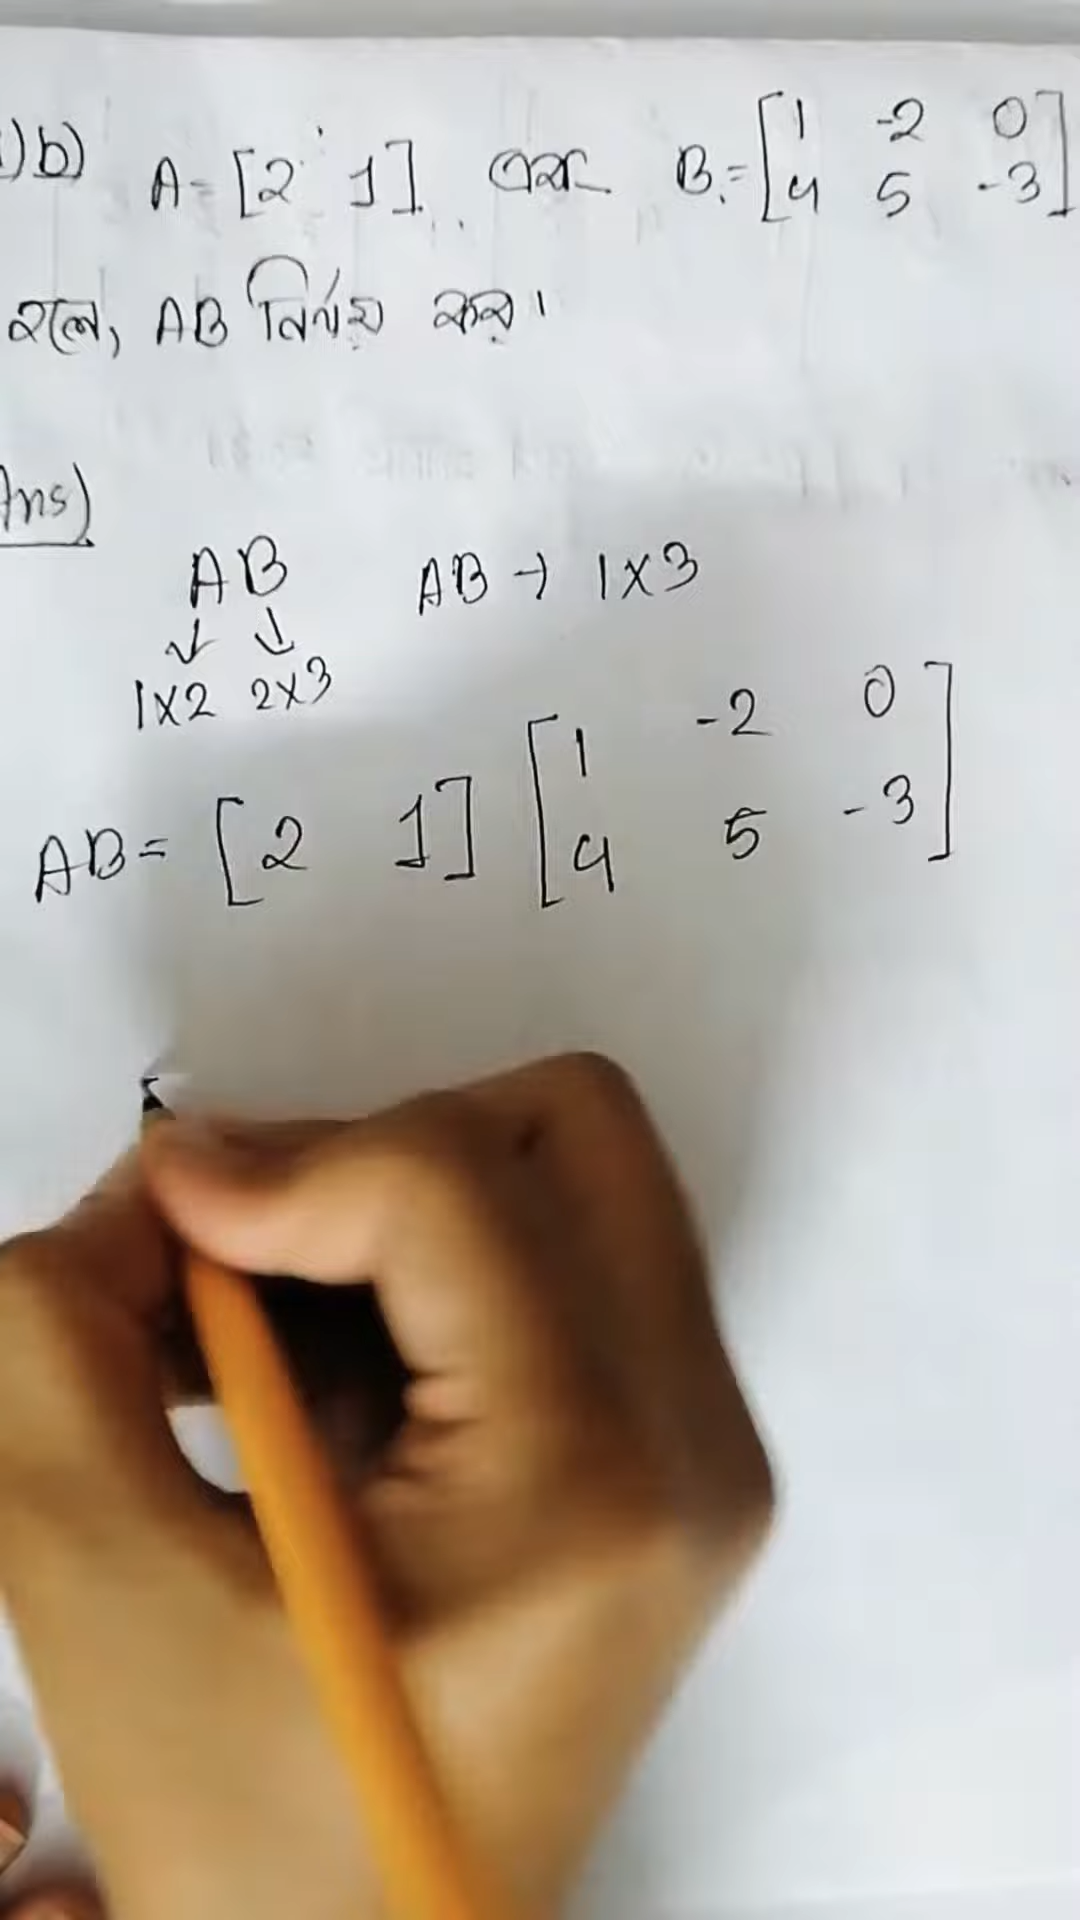 )b) A = [2 1] এবং B = [1 -2 0
4 5 -3]
হলে, AB নির্ণয় কর।
Ans)
AB AB → 1×3
↓ ↓
1×2 2×3
AB = [2 1] [1 -2 0
4 5 -3]